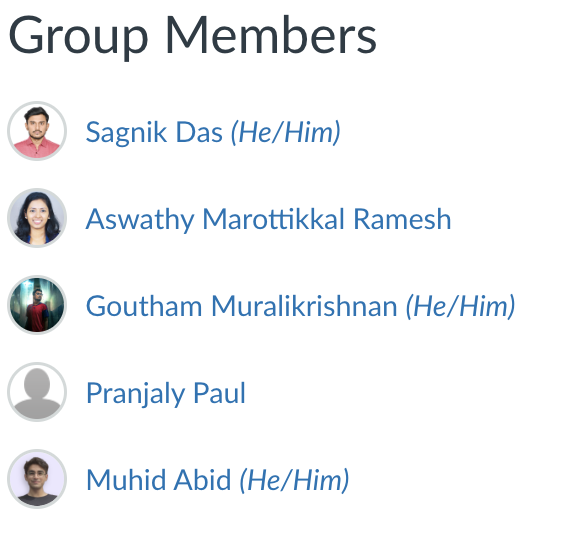 Group Members
Sagnik Das (He/Him)
Aswathy Marottikkal Ramesh
Goutham Muralikrishnan (He/Him)
Pranjaly Paul
Muhid Abid (He/Him)